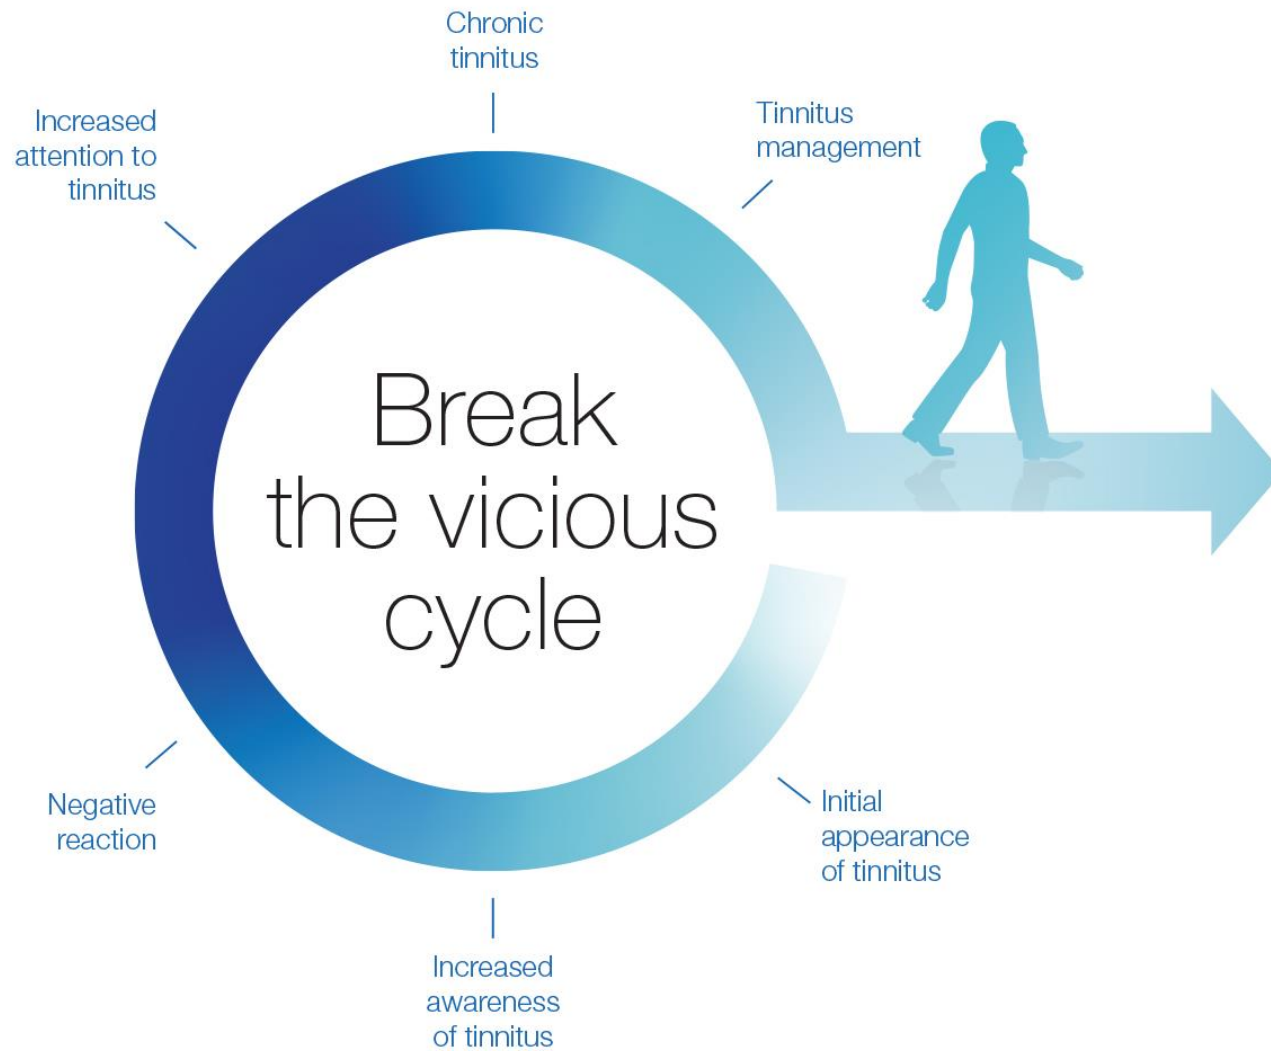 Chronic
tinnitus
Tinnitus
management
Increased
attention to
tinnitus
Break
the vicious
cycle
Negative
reaction
Initial
appearance
of tinnitus
Increased
awareness
of tinnitus